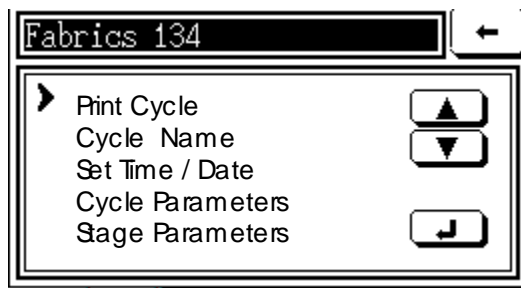 Fabrics 134
Print Cycle
Cycle Name
Set Time / Date
Cycle Parameters
Stage Parameters